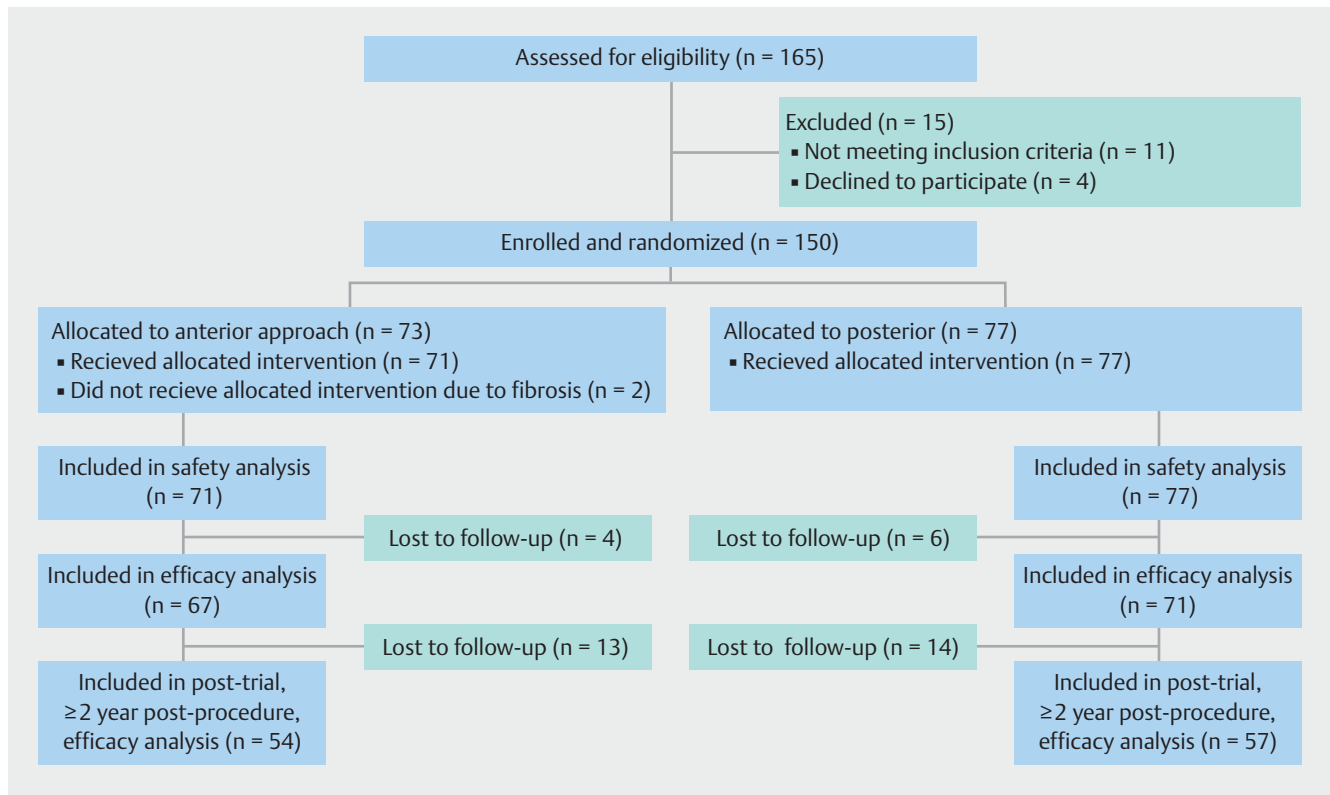 Assessed for eligibility (n = 165)
Excluded (n = 15)
▪ Not meeting inclusion criteria (n = 11)
▪ Declined to participate (n = 4)
Enrolled and randomized (n = 150)
Allocated to anterior approach (n = 73)
▪ Recieved allocated intervention (n = 71)
▪ Did not recieve allocated intervention due to fibrosis (n = 2)
Allocated to posterior (n = 77)
▪ Recieved allocated intervention (n = 77)
Included in safety analysis
(n = 71)
Included in safety analysis
(n = 77)
Lost to follow-up (n = 4)
Lost to follow-up (n = 6)
Included in efficacy analysis
(n = 67)
Included in efficacy analysis
(n = 71)
Lost to follow-up (n = 13)
Lost to follow-up (n = 14)
Included in post-trial,
≥2 year post-procedure,
efficacy analysis (n = 54)
Included in post-trial,
≥2 year post-procedure,
efficacy analysis (n = 57)